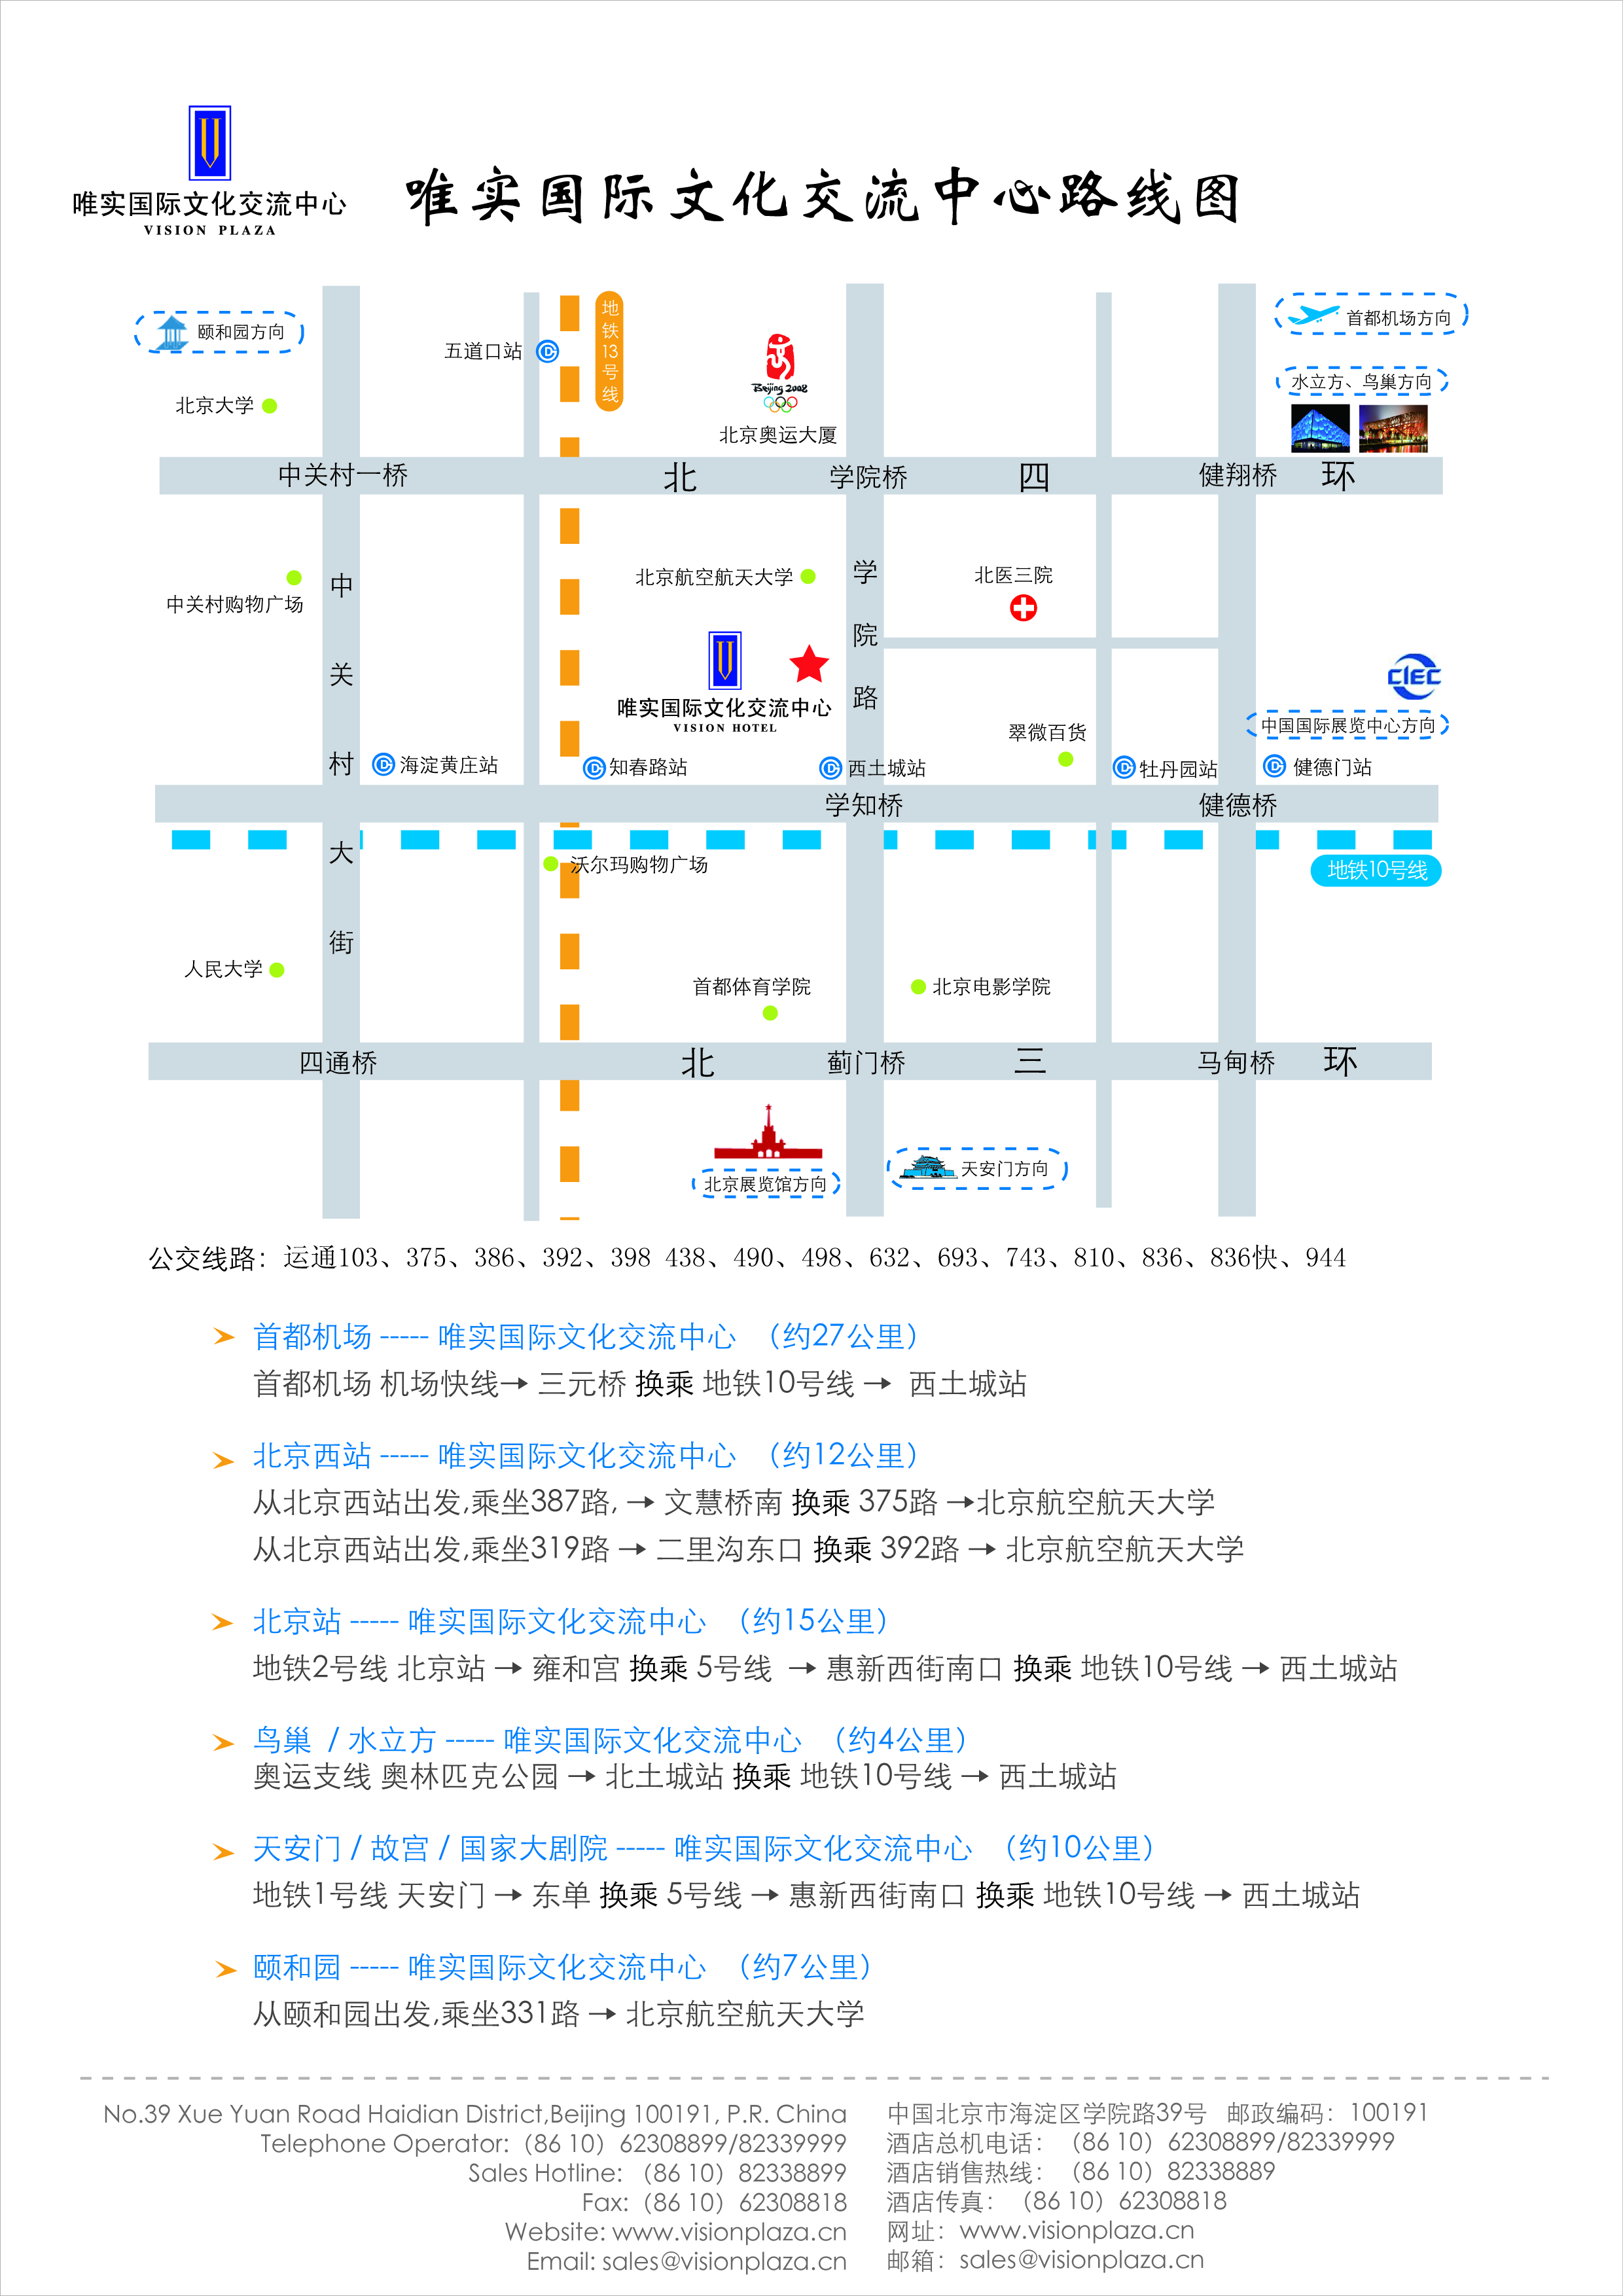 唯实国际文化交流中心
VISION PLAZA
唯实国际文化交流中心路线图
颐和园方向
北京大学
五道口站
地铁13号线
Beijing 2008
北京奥运大厦
首都机场方向
水立方、鸟巢方向
中关村一桥
北
学院桥
四
健翔桥
环
中关村购物广场
中关村大街
北京航空航天大学
学院路
北医三院
唯实国际文化交流中心
VISION HOTEL
CIEC
中国国际展览中心方向
翠微百货
海淀黄庄站
知春路站
西土城站
牡丹园站
健德门站
学知桥
健德桥
地铁10号线
沃尔玛购物广场
人民大学
首都体育学院
北京电影学院
四通桥
北
蓟门桥
三
马甸桥
环
北京展览馆方向
天安门方向
公交线路：运通103、375、386、392、398 438、490、498、632、693、743、810、836、836快、944
首都机场 ----- 唯实国际文化交流中心 （约27公里）
首都机场 机场快线→ 三元桥 换乘 地铁10号线 → 西土城站
北京西站 ----- 唯实国际文化交流中心 （约12公里）
从北京西站出发,乘坐387路, → 文慧桥南 换乘 375路 →北京航空航天大学
从北京西站出发,乘坐319路 → 二里沟东口 换乘 392路 → 北京航空航天大学
北京站 ----- 唯实国际文化交流中心 （约15公里）
地铁2号线 北京站 → 雍和宫 换乘 5号线 → 惠新西街南口 换乘 地铁10号线 → 西土城站
鸟巢 / 水立方 ----- 唯实国际文化交流中心 （约4公里）
奥运支线 奥林匹克公园 → 北土城站 换乘 地铁10号线 → 西土城站
天安门 / 故宫 / 国家大剧院 ----- 唯实国际文化交流中心 （约10公里）
地铁1号线 天安门 → 东单 换乘 5号线 → 惠新西街南口 换乘 地铁10号线 → 西土城站
颐和园 ----- 唯实国际文化交流中心 （约7公里）
从颐和园出发,乘坐331路 → 北京航空航天大学
No.39 Xue Yuan Road Haidian District,Beijing 100191, P.R. China
Telephone Operator:（86 10）62308899/82339999
Sales Hotline: （86 10）82338899
Fax:（86 10）62308818
Website: www.visionplaza.cn
Email: sales@visionplaza.cn
中国北京市海淀区学院路39号 邮政编码：100191
酒店总机电话：（86 10）62308899/82339999
酒店销售热线：（86 10）82338889
酒店传真：（86 10）62308818
网址：www.visionplaza.cn
邮箱：sales@visionplaza.cn